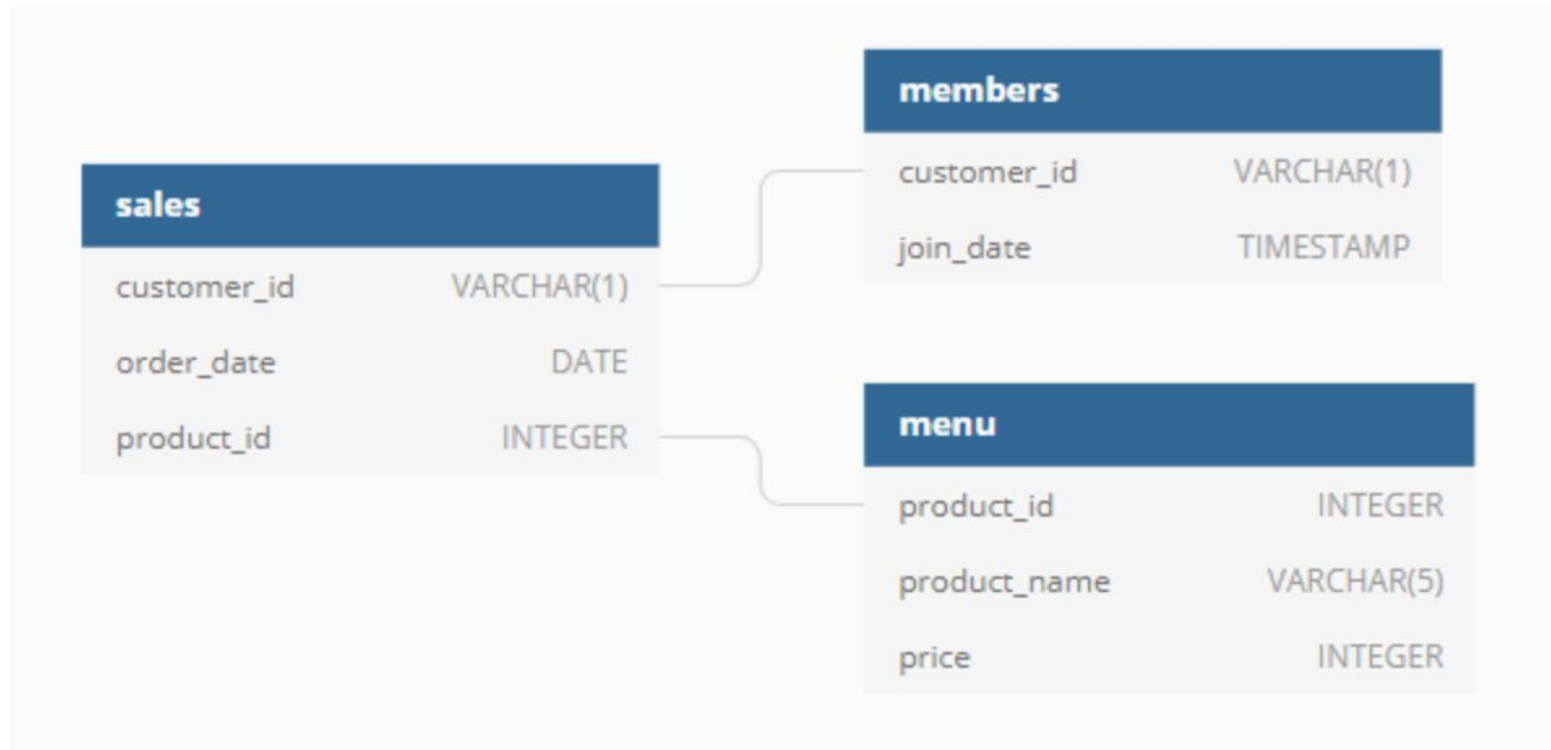 sales
customer_id VARCHAR(1)
order_date DATE
product_id INTEGER
members
customer_id VARCHAR(1)
join_date TIMESTAMP
menu
product_id INTEGER
product_name VARCHAR(5)
price INTEGER